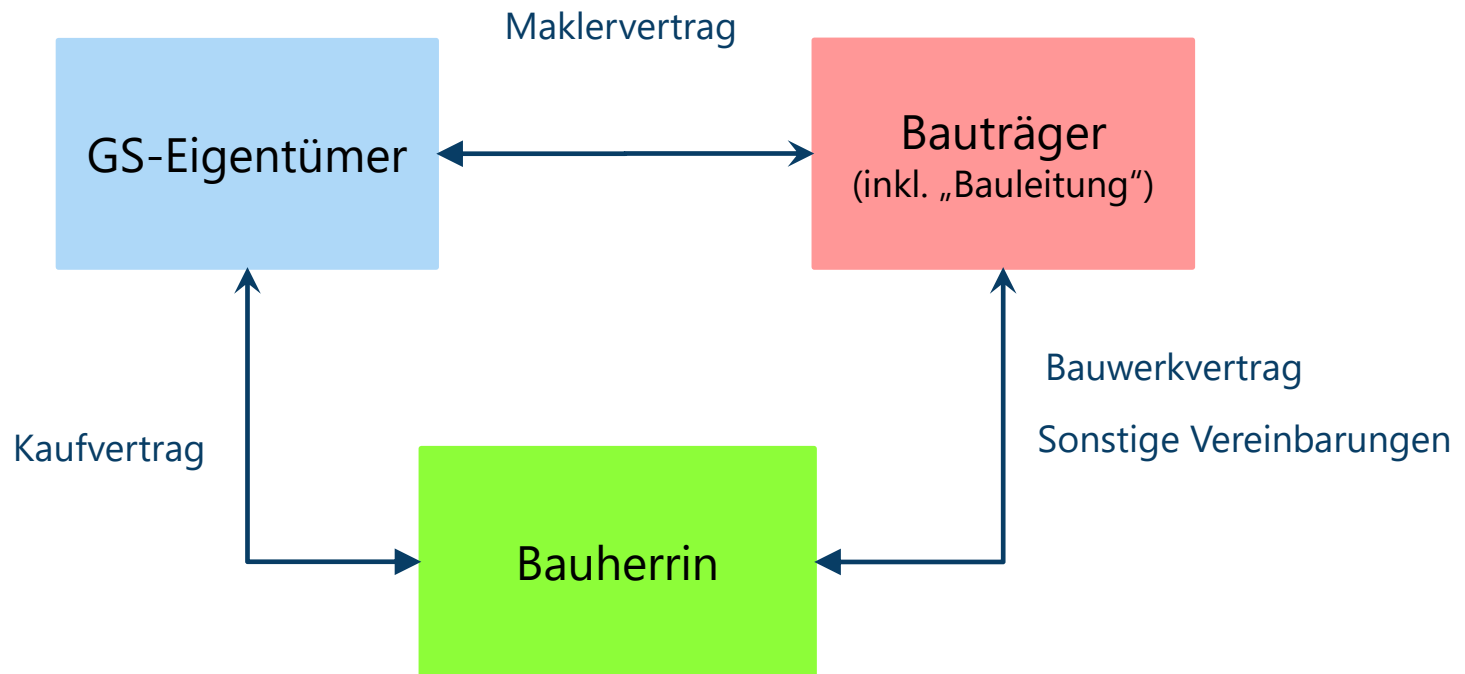 Maklervertrag
GS-Eigentümer
Bauträger
(inkl. „Bauleitung“)
Bauwerkvertrag
Kaufvertrag
Sonstige Vereinbarungen
Bauherrin